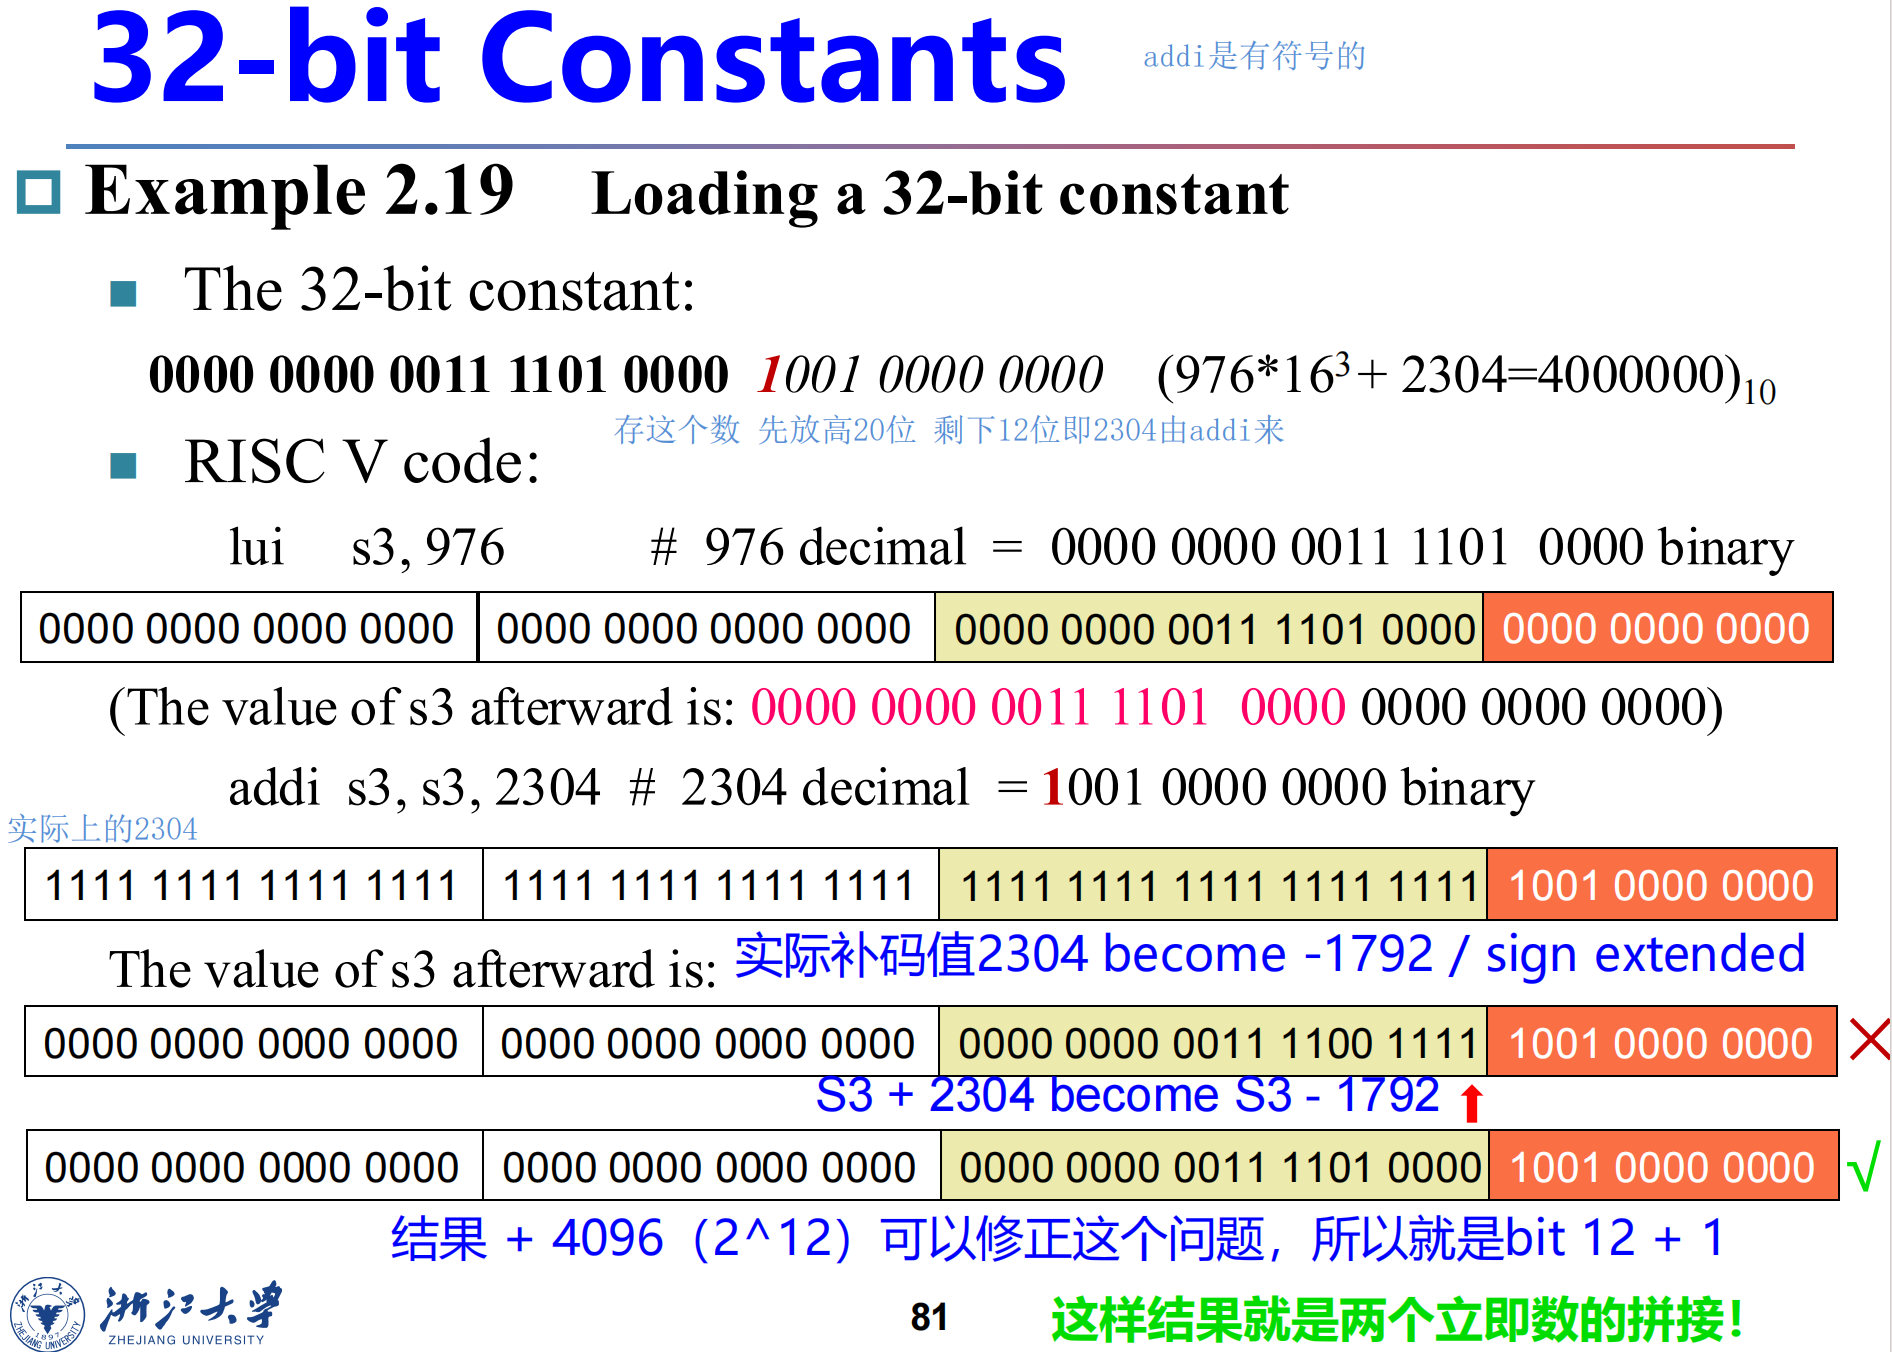 32-bit Constants
addi是有符号的
Example 2.19 Loading a 32-bit constant
The 32-bit constant:
0000 0000 0011 1101 0000 1001 0000 0000 (976*16³+ 2304=4000000)₁₀
存这个数 先放高20位 剩下12位即2304由addi来
RISC V code:
lui s3, 976 # 976 decimal = 0000 0000 0011 1101 0000 binary
0000 0000 0000 0000 0000 0000 0000 0000 0000 0000 0011 1101 0000 0000 0000 0000
(The value of s3 afterward is: 0000 0000 0011 1101 0000 0000 0000 0000)
addi s3, s3, 2304 # 2304 decimal = 1001 0000 0000 binary
实际上的2304
1111 1111 1111 1111 1111 1111 1111 1111 1111 1111 1111 1111 1111 1001 0000 0000
The value of s3 afterward is: 实际补码值2304 become -1792 / sign extended
0000 0000 0000 0000 0000 0000 0000 0000 0000 0000 0011 1100 1111 1001 0000 0000
S3 + 2304 become S3 - 1792
0000 0000 0000 0000 0000 0000 0000 0000 0000 0000 0011 1101 0000 1001 0000 0000 √
结果 + 4096（2^12）可以修正这个问题，所以就是bit 12 + 1
浙江大学
ZHEJIANG UNIVERSITY
81
这样结果就是两个立即数的拼接！